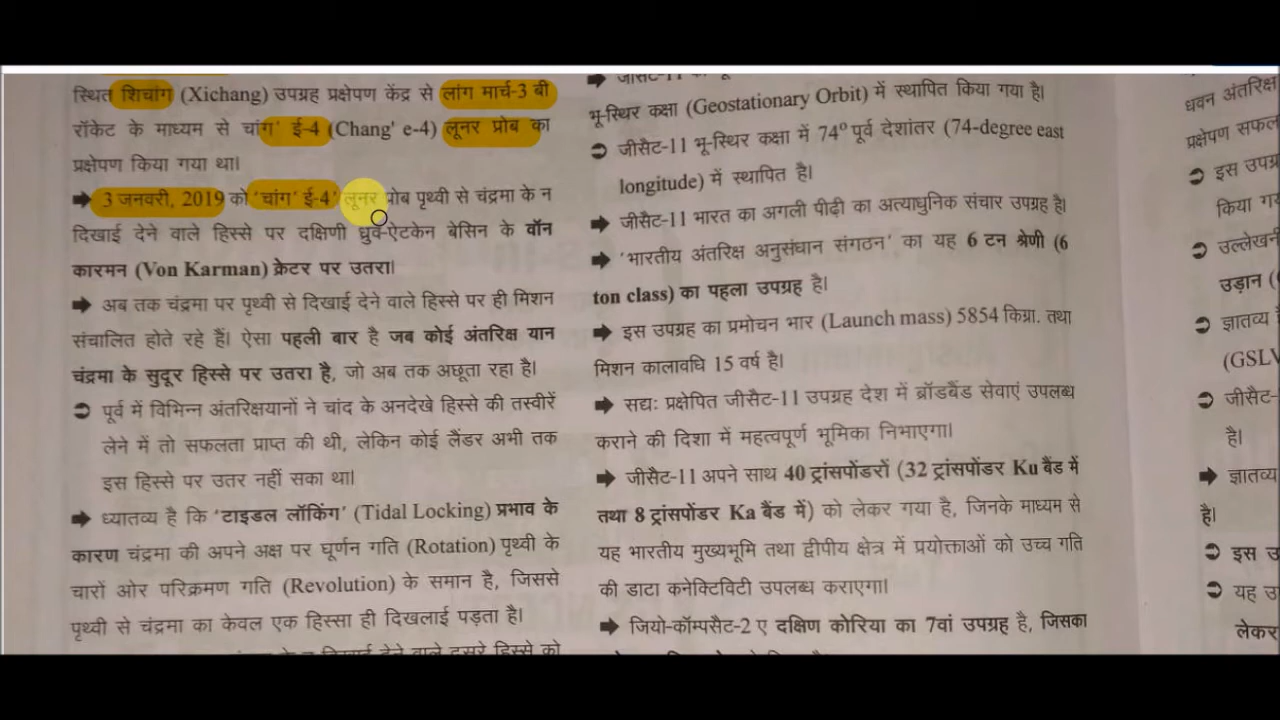 स्थित शिचांग (Xichang) उपग्रह प्रक्षेपण केंद्र से लांग मार्च-3 बी
रॉकेट के माध्यम से चांग' ई-4 (Chang' e-4) लूनर प्रोब का
प्रक्षेपण किया गया था।
➡ 3 जनवरी, 2019 को 'चांग' ई-4' लूनर प्रोब पृथ्वी से चंद्रमा के न
दिखाई देने वाले हिस्से पर दक्षिणी ध्रुव-ऐटकेन बेसिन के वॉन
कारमन (Von Karman) क्रेटर पर उतरा।
➡ अब तक चंद्रमा पर पृथ्वी से दिखाई देने वाले हिस्से पर ही मिशन
संचालित होते रहे हैं। ऐसा पहली बार है जब कोई अंतरिक्ष यान
चंद्रमा के सुदूर हिस्से पर उतरा है, जो अब तक अछूता रहा है।
➲ पूर्व में विभिन्न अंतरिक्षयानों ने चांद के अनदेखे हिस्से की तस्वीरें
लेने में तो सफलता प्राप्त की थी, लेकिन कोई लैंडर अभी तक
इस हिस्से पर उतर नहीं सका था।
➡ ध्यातव्य है कि 'टाइडल लॉकिंग' (Tidal Locking) प्रभाव के
कारण चंद्रमा की अपने अक्ष पर घूर्णन गति (Rotation) पृथ्वी के
चारों ओर परिक्रमण गति (Revolution) के समान है, जिससे
पृथ्वी से चंद्रमा का केवल एक हिस्सा ही दिखलाई पड़ता है।
दिखाई देने वाले दूसरे हिस्से को
➡ जीसैट-11
भू-स्थिर कक्षा (Geostationary Orbit) में स्थापित किया गया है।
➲ जीसैट-11 भू-स्थिर कक्षा में 74° पूर्व देशांतर (74-degree east
longitude) में स्थापित है।
➡ जीसैट-11 भारत का अगली पीढ़ी का अत्याधुनिक संचार उपग्रह है।
➡ 'भारतीय अंतरिक्ष अनुसंधान संगठन' का यह 6 टन श्रेणी (6
ton class) का पहला उपग्रह है।
➡ इस उपग्रह का प्रमोचन भार (Launch mass) 5854 किग्रा. तथा
मिशन कालावधि 15 वर्ष है।
➡ सद्यः प्रक्षेपित जीसैट-11 उपग्रह देश में ब्रॉडबैंड सेवाएं उपलब्ध
कराने की दिशा में महत्वपूर्ण भूमिका निभाएगा।
➡ जीसैट-11 अपने साथ 40 ट्रांसपोंडरों (32 ट्रांसपोंडर Ku बैंड में
तथा 8 ट्रांसपोंडर Ka बैंड में) को लेकर गया है, जिनके माध्यम से
यह भारतीय मुख्यभूमि तथा द्वीपीय क्षेत्र में प्रयोक्ताओं को उच्च गति
की डाटा कनेक्टिविटी उपलब्ध कराएगा।
➡ जियो-कॉम्पसैट-2 ए दक्षिण कोरिया का 7वां उपग्रह है, जिसका
धवन अंतरिक्ष
प्रक्षेपण सफल
➲ इस उपग्र
किया गय
➲ उल्लेखनी
उड़ान (
➲ ज्ञातव्य
(GSLV
➲ जीसैट-
है।
➡ ज्ञातव्य
है।
➲ इस उ
➲ यह उ
लेकर